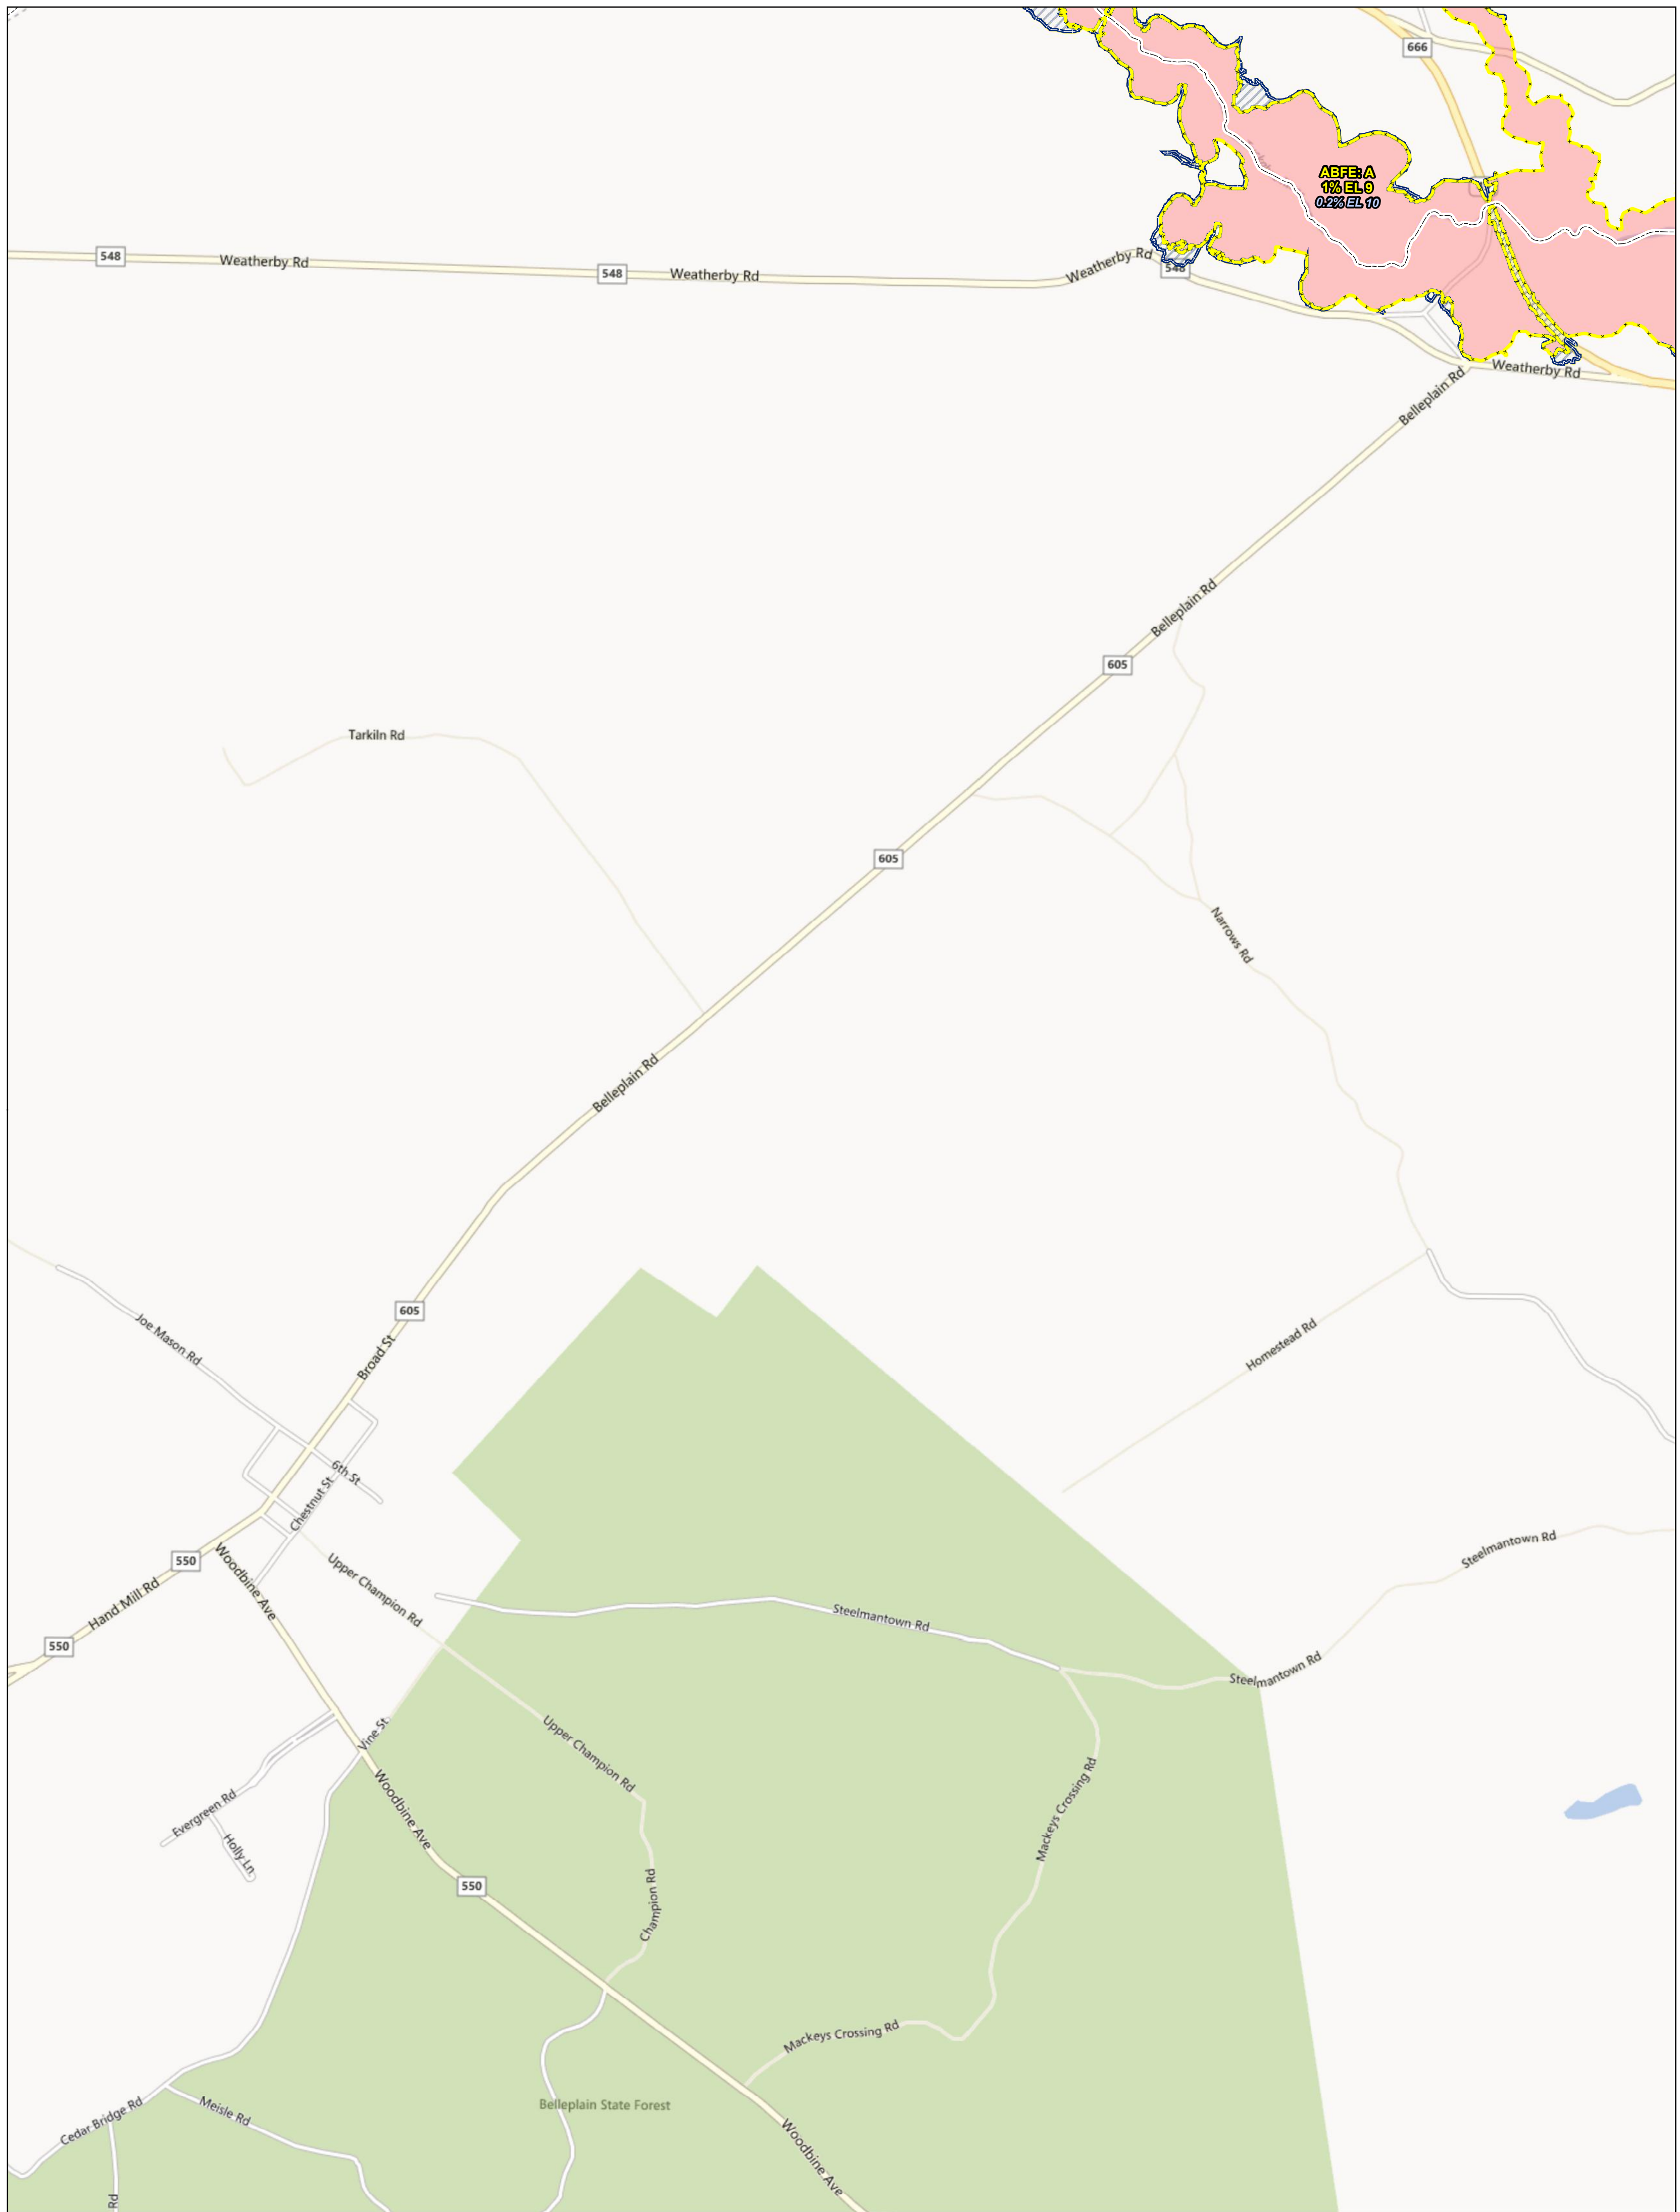 666
ABFE: A
1% EL 9
0.2% EL 10
548
Weatherby Rd
548
Weatherby Rd
Weatherby Rd
548
Weatherby Rd
Belleplain Rd
Belleplain Rd
605
Tarkiln Rd
605
Narrows Rd
Belleplain Rd
605
Joe Mason Rd
Broad St
Homestead Rd
6th St
Chestnut St
550
Woodbine Ave
Hand Mill Rd
Upper Champion Rd
550
Steelmantown Rd
Steelmantown Rd
Steelmantown Rd
Vine St
Upper Champion Rd
Woodbine Ave
Mackeys Crossing Rd
Evergreen Rd
Holly Ln
550
Champion Rd
Mackeys Crossing Rd
Belleplain State Forest
Cedar Bridge Rd
Meisle Rd
Woodbine Ave
Rd